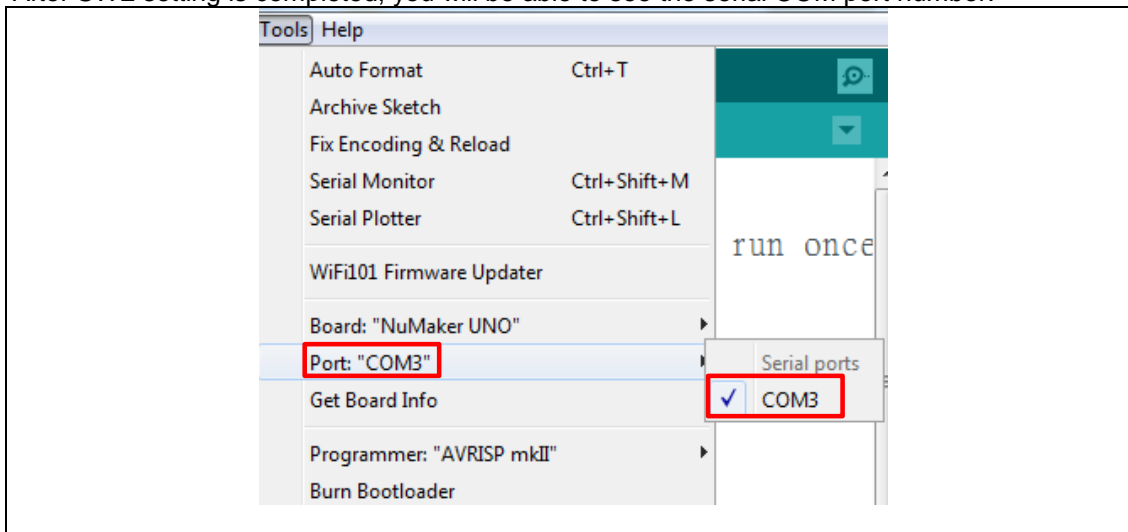 Tools Help
Auto Format Ctrl+T
Archive Sketch
Fix Encoding & Reload
Serial Monitor Ctrl+Shift+M
Serial Plotter Ctrl+Shift+L
run once
WiFi101 Firmware Updater
Board: "NuMaker UNO"
Port: "COM3"
Serial ports
Get Board Info
COM3
Programmer: "AVRISP mkII"
Burn Bootloader